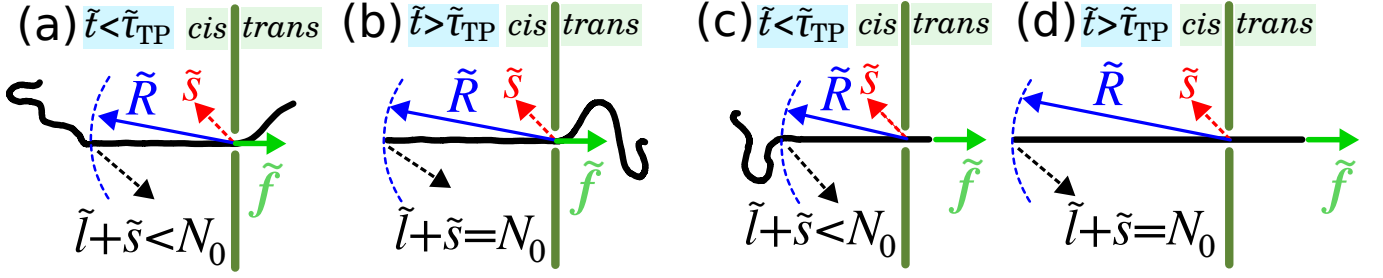 (a) t̃<τ̃TP cis trans
R̃ s̃
f̃
l̃+s̃<N0
(b) t̃>τ̃TP cis trans
R̃ s̃
f̃
l̃+s̃=N0
(c) t̃<τ̃TP cis trans
R̃ s̃
f̃
l̃+s̃<N0
(d) t̃>τ̃TP cis trans
R̃ s̃
f̃
l̃+s̃=N0